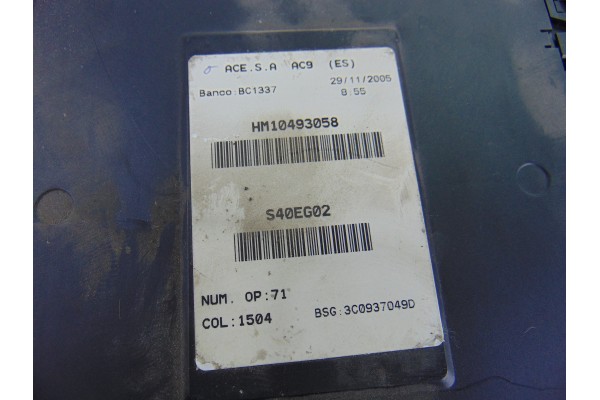 ACE.S.A AC9 (ES)
29/11/2005
Banco:BC1337 8:55
HM10493058
S40EG02
NUM. OP:71
COL:1504 BSG:3C0937049D